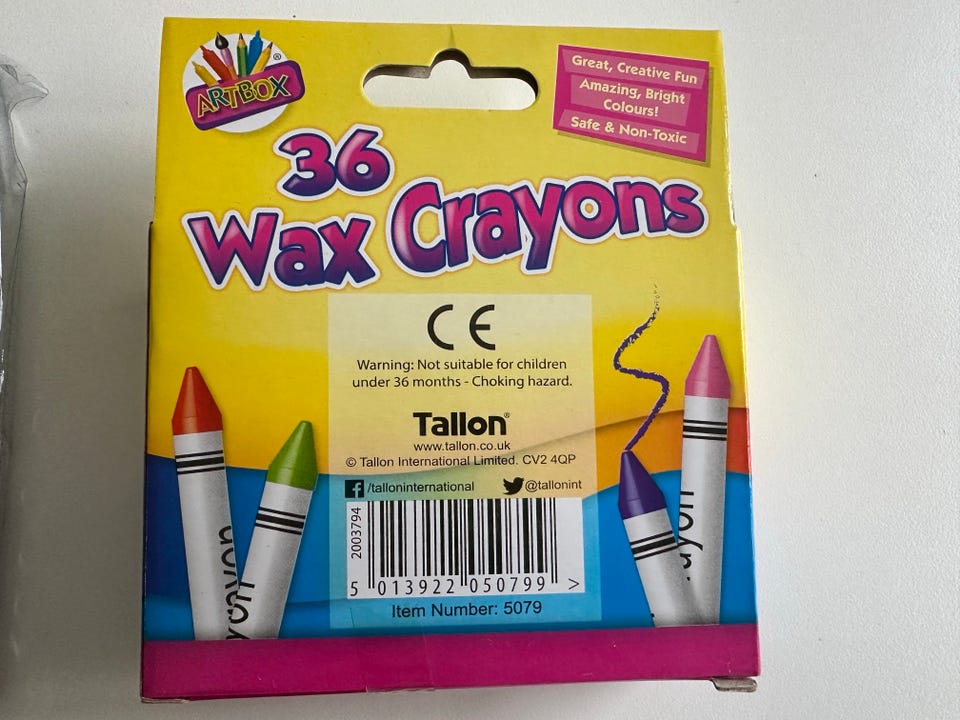 ARTBOX®
Great, Creative Fun
Amazing, Bright
Colours!
Safe & Non-Toxic
36
Wax Crayons
CE
Warning: Not suitable for children
under 36 months - Choking hazard.
Tallon®
www.tallon.co.uk
© Tallon International Limited. CV2 4QP
/talloninternational @tallonint
2003794
5 013922 050799 >
Item Number: 5079